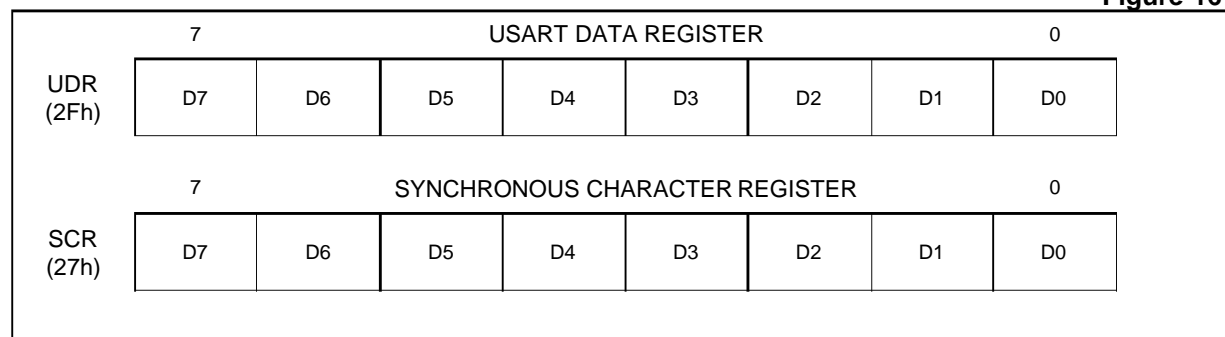 Figure 10
7 USART DATA REGISTER 0
UDR
(2Fh)
D7 D6 D5 D4 D3 D2 D1 D0
7 SYNCHRONOUS CHARACTER REGISTER 0
SCR
(27h)
D7 D6 D5 D4 D3 D2 D1 D0